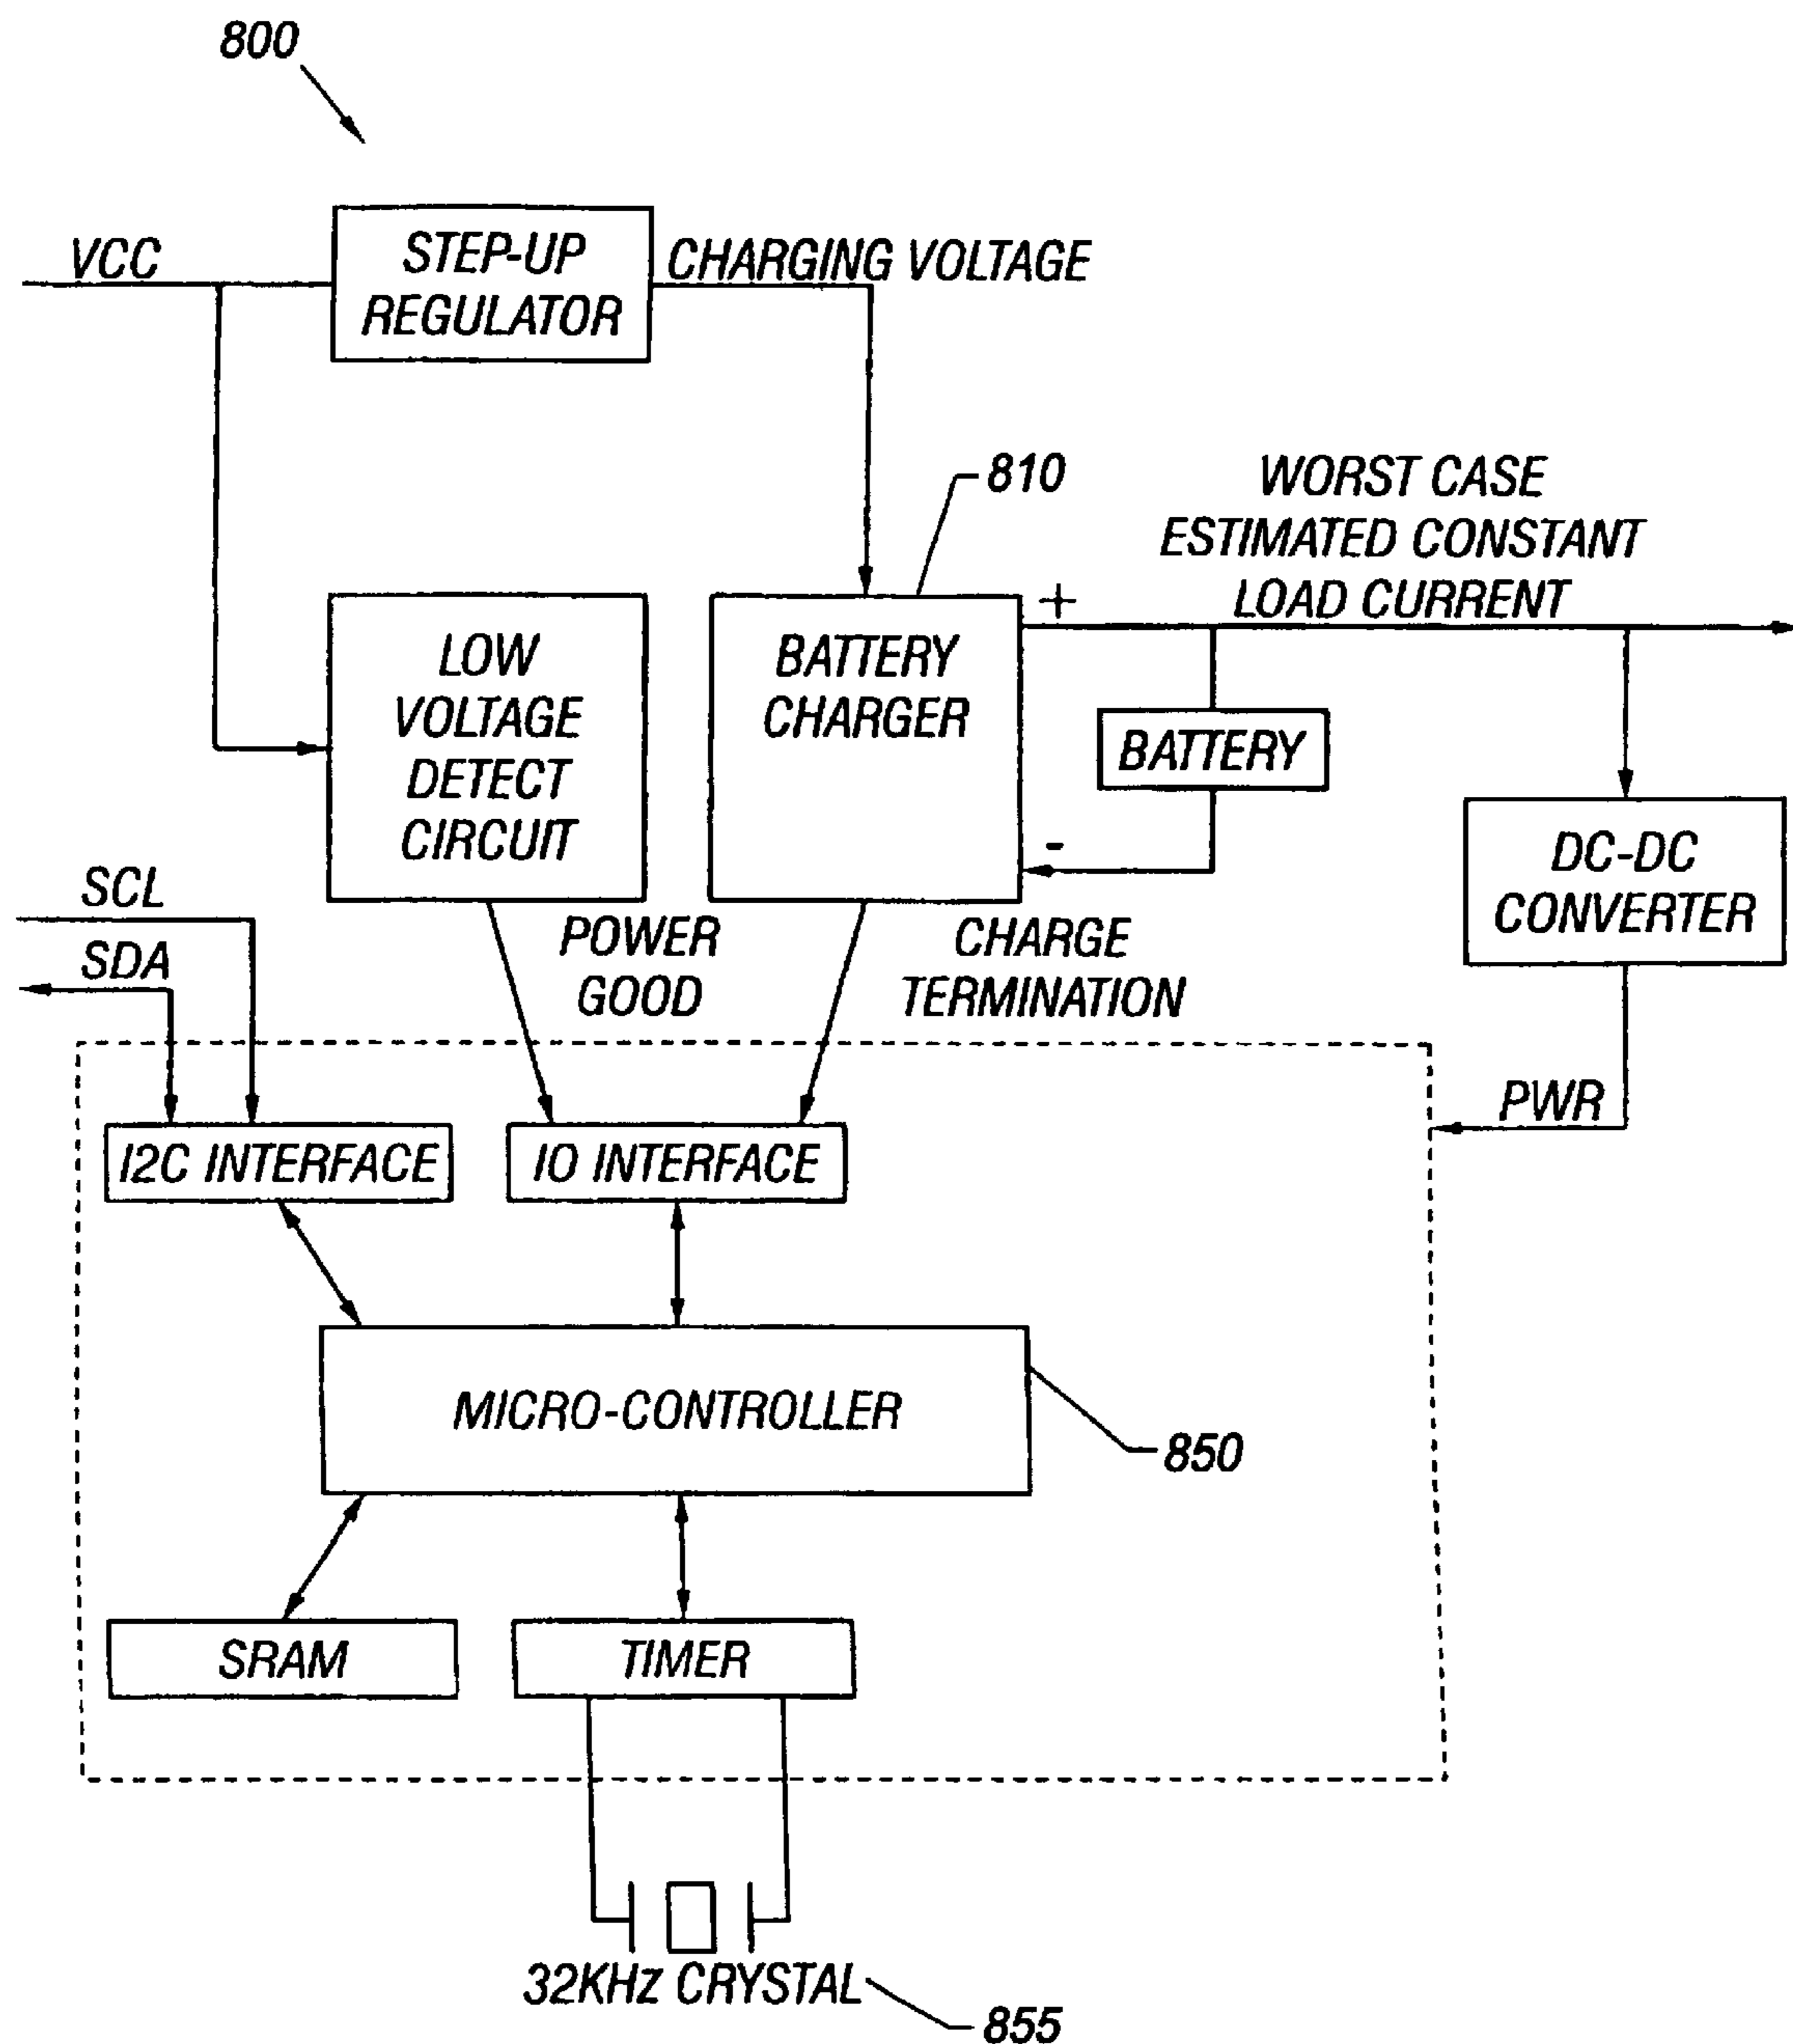 800
VCC
STEP-UP
REGULATOR
CHARGING VOLTAGE
810
WORST CASE
ESTIMATED CONSTANT
LOAD CURRENT
LOW
VOLTAGE
DETECT
CIRCUIT
BATTERY
CHARGER
+
-
BATTERY
DC-DC
CONVERTER
SCL
SDA
POWER
GOOD
CHARGE
TERMINATION
PWR
I2C INTERFACE
IO INTERFACE
MICRO-CONTROLLER
850
SRAM
TIMER
32KHz CRYSTAL
855